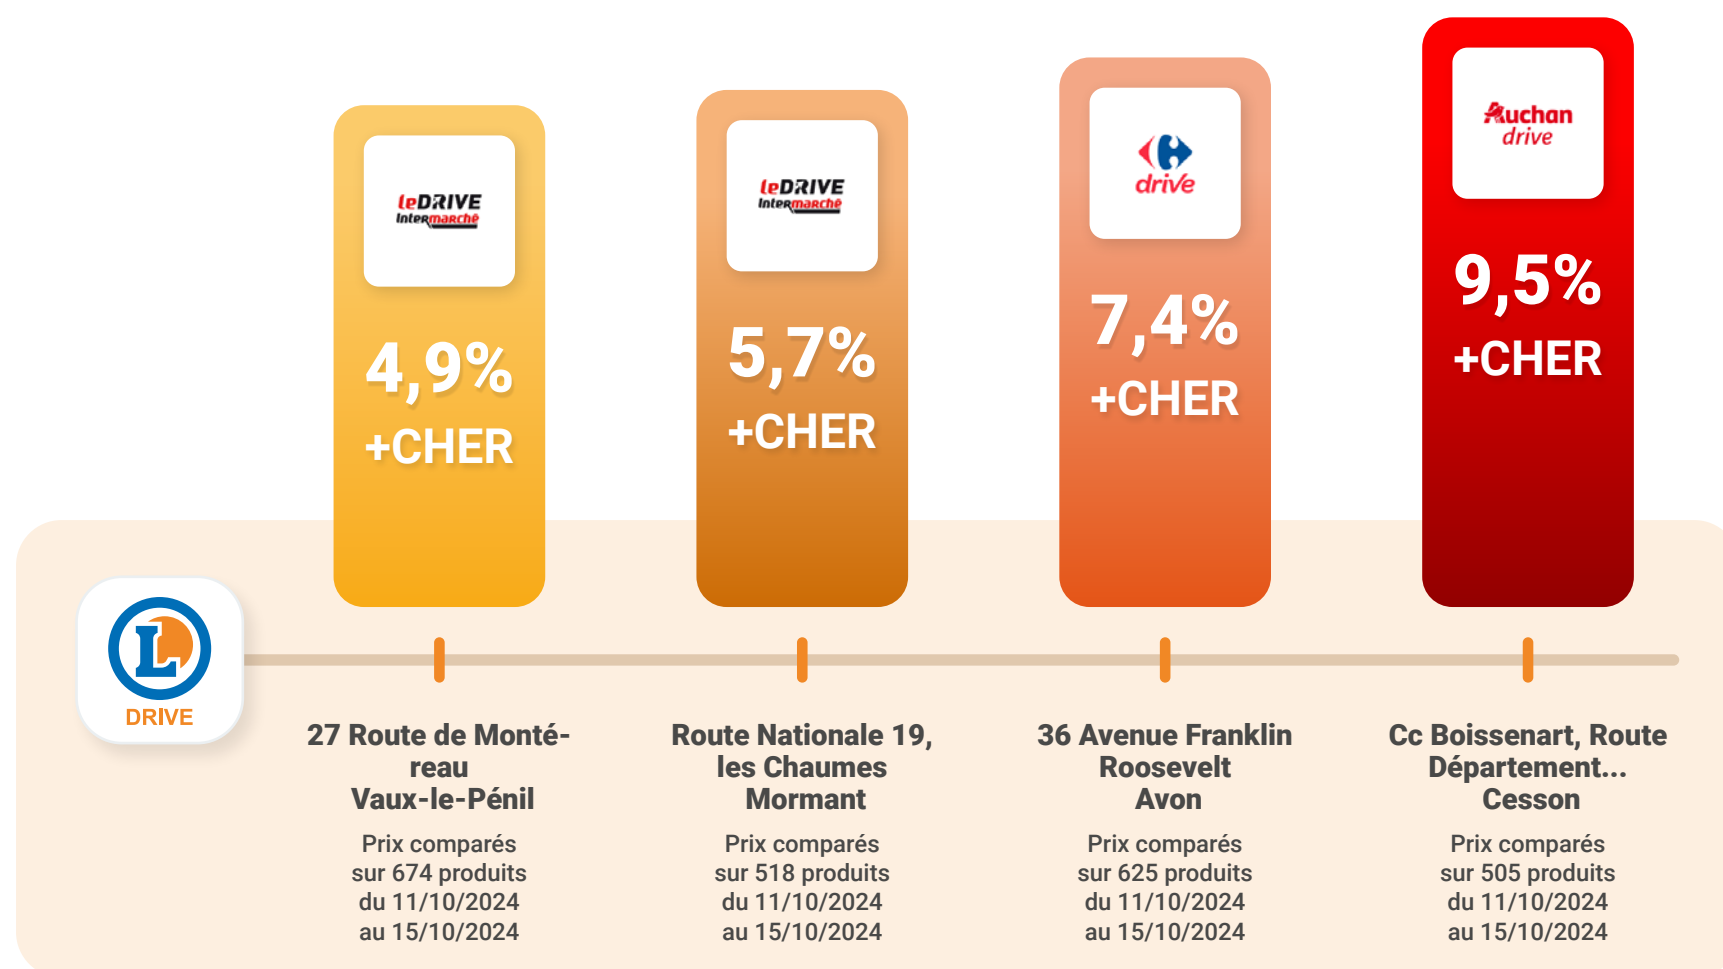 leDRIVE
Intermarché
4,9%
+CHER
leDRIVE
Intermarché
5,7%
+CHER
drive
7,4%
+CHER
Auchan
drive
9,5%
+CHER
L
DRIVE
27 Route de Monté-
reau
Vaux-le-Pénil
Prix comparés
sur 674 produits
du 11/10/2024
au 15/10/2024
Route Nationale 19,
les Chaumes
Mormant
Prix comparés
sur 518 produits
du 11/10/2024
au 15/10/2024
36 Avenue Franklin
Roosevelt
Avon
Prix comparés
sur 625 produits
du 11/10/2024
au 15/10/2024
Cc Boissenart, Route
Département...
Cesson
Prix comparés
sur 505 produits
du 11/10/2024
au 15/10/2024